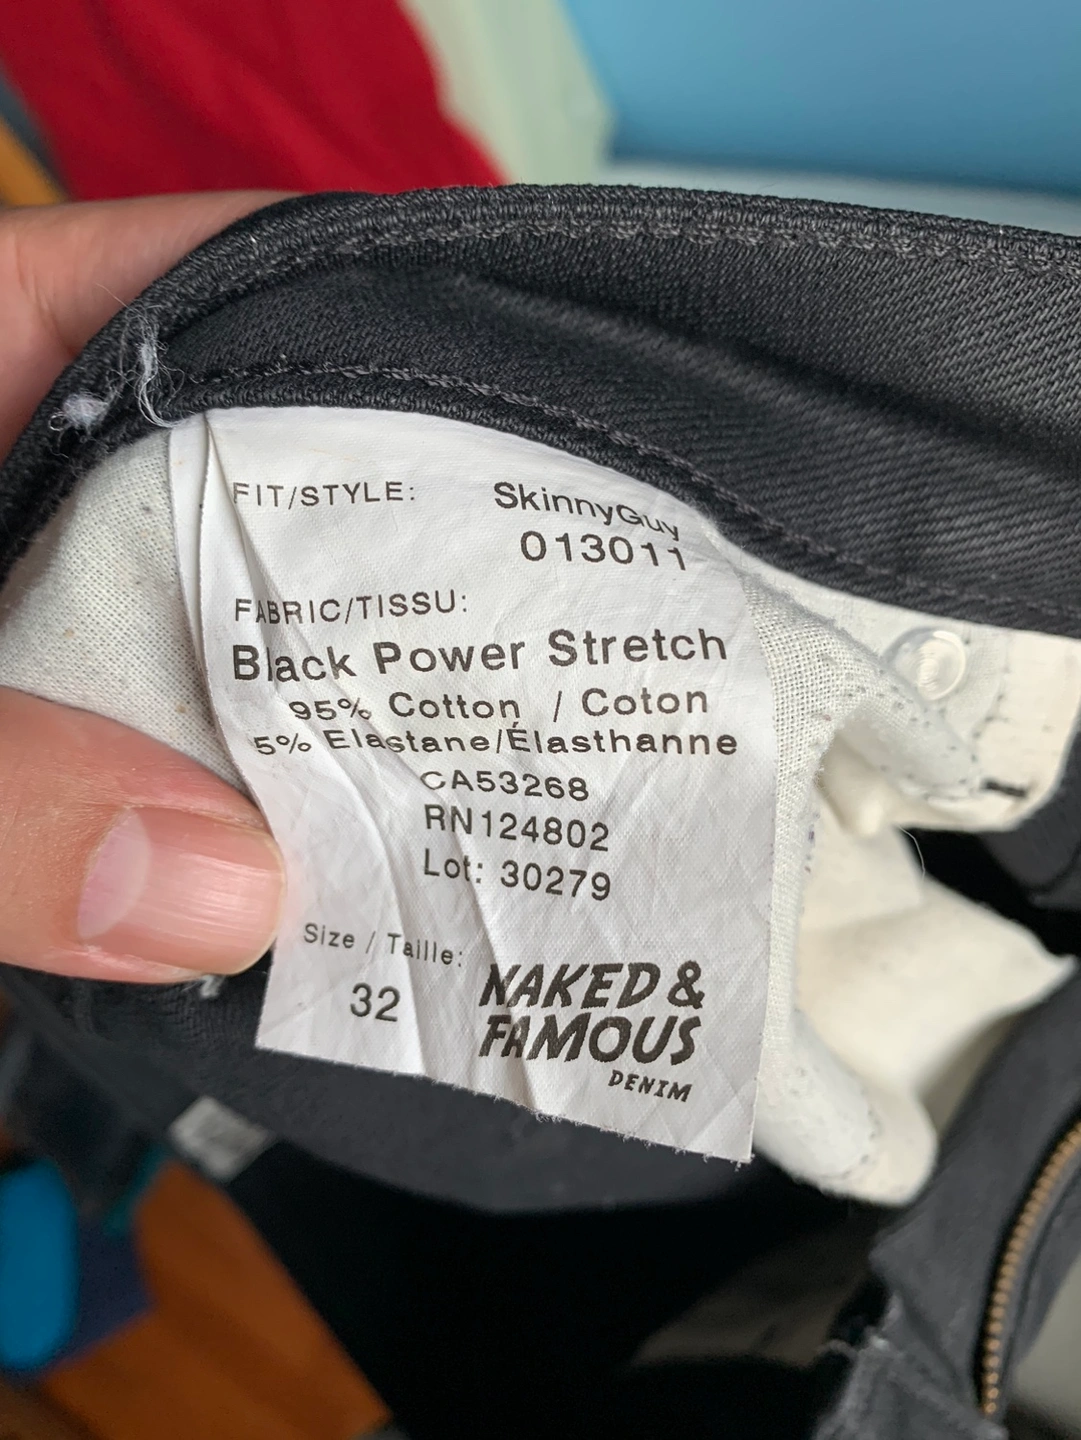 FIT/STYLE: SkinnyGuy
013011
FABRIC/TISSU:
Black Power Stretch
95% Cotton / Coton
5% Elastane/Élasthanne
CA53268
RN124802
Lot: 30279
Size / Taille:
32
NAKED &
FAMOUS
DENIM